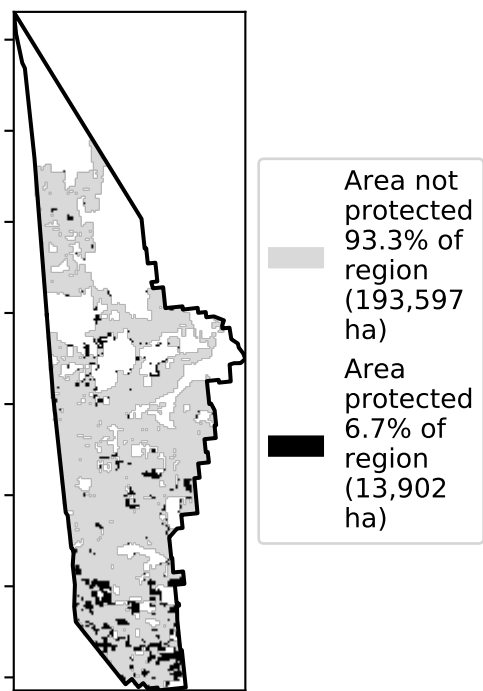 Area not
protected
93.3% of
region
(193,597
ha)
Area
protected
6.7% of
region
(13,902
ha)